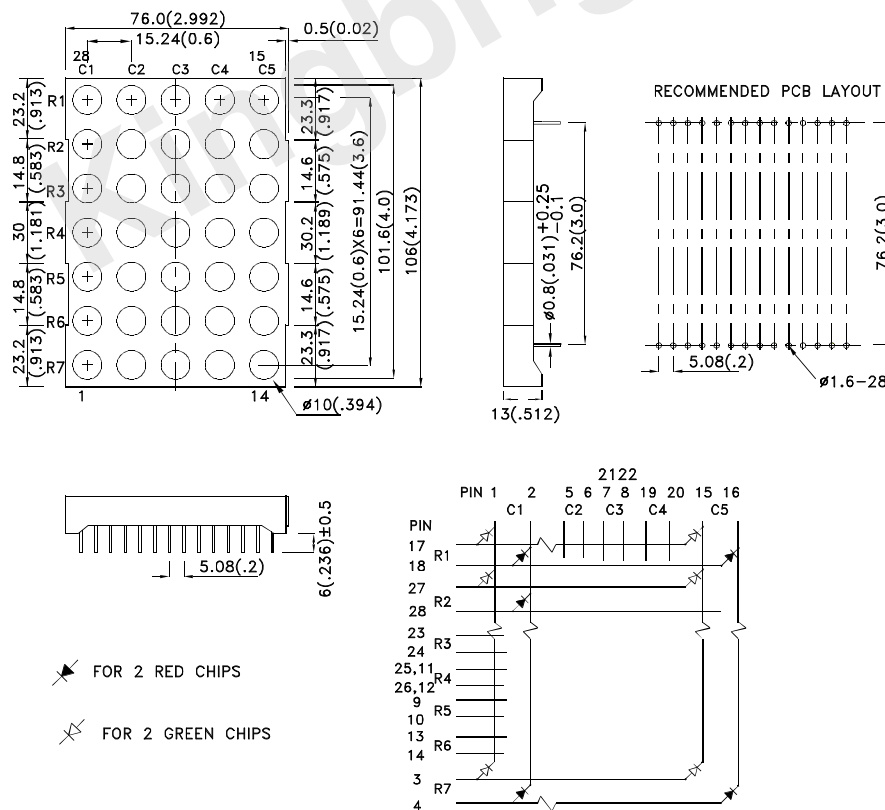 76.0(2.992)
15.24(0.6)
0.5(0.02)
28 15
C1 C2 C3 C4 C5
R1
R2
R3
R4
R5
R6
R7
23.2
(.913)
14.8
(.583)
30
(1.181)
14.8
(.583)
23.2
(.913)
23.3
(.917)
14.6
(.575)
30.2
(1.189)
14.6
(.575)
23.3
(.917)
15.24(0.6)X6=91.44(3.6)
101.6(4.0)
106(4.173)
1 14
ø10(.394)
ø0.8(.031)+0.25
-0.1
76.2(3.0)
13(.512)
RECOMMENDED PCB LAYOUT
76.2(3.0)
5.08(.2)
ø1.6-28
5.08(.2)
6(.236)±0.5
FOR 2 RED CHIPS
FOR 2 GREEN CHIPS
2122
PIN 1 2 5 6 7 8 19 20 15 16
C1 C2 C3 C4 C5
PIN
17
R1
18
27
R2
28
23
R3
24
25,11
R4
26,12
9
R5
10
13
R6
14
3
R7
4
Kingbrig